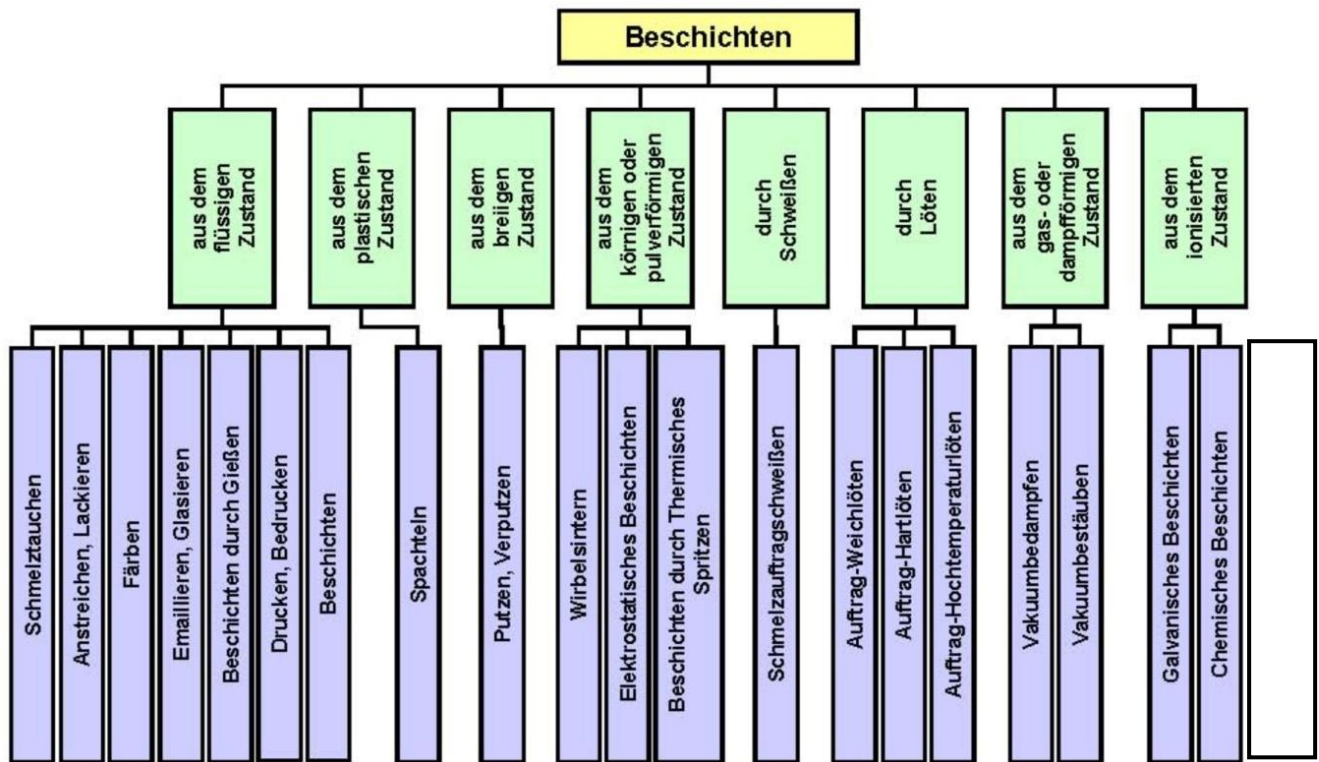 Beschichten
aus dem
flüssigen
Zustand
aus dem
plastischen
Zustand
aus dem
breiigen
Zustand
aus dem
körnigen oder
pulverförmigen
Zustand
durch
Schweißen
durch
Löten
aus dem
gas- oder
dampfförmigen
Zustand
aus dem
ionisierten
Zustand
Schmelztauchen
Anstreichen, Lackieren
Färben
Emaillieren, Glasieren
Beschichten durch Gießen
Drucken, Bedrucken
Beschichten
Spachteln
Putzen, Verputzen
Wirbelsintern
Elektrostatisches Beschichten
Beschichten durch Thermisches
Spritzen
Schmelzauftragschweißen
Auftrag-Weichlöten
Auftrag-Hartlöten
Auftrag-Hochtemperaturlöten
Vakuumbedampfen
Vakuumbestäuben
Galvanisches Beschichten
Chemisches Beschichten